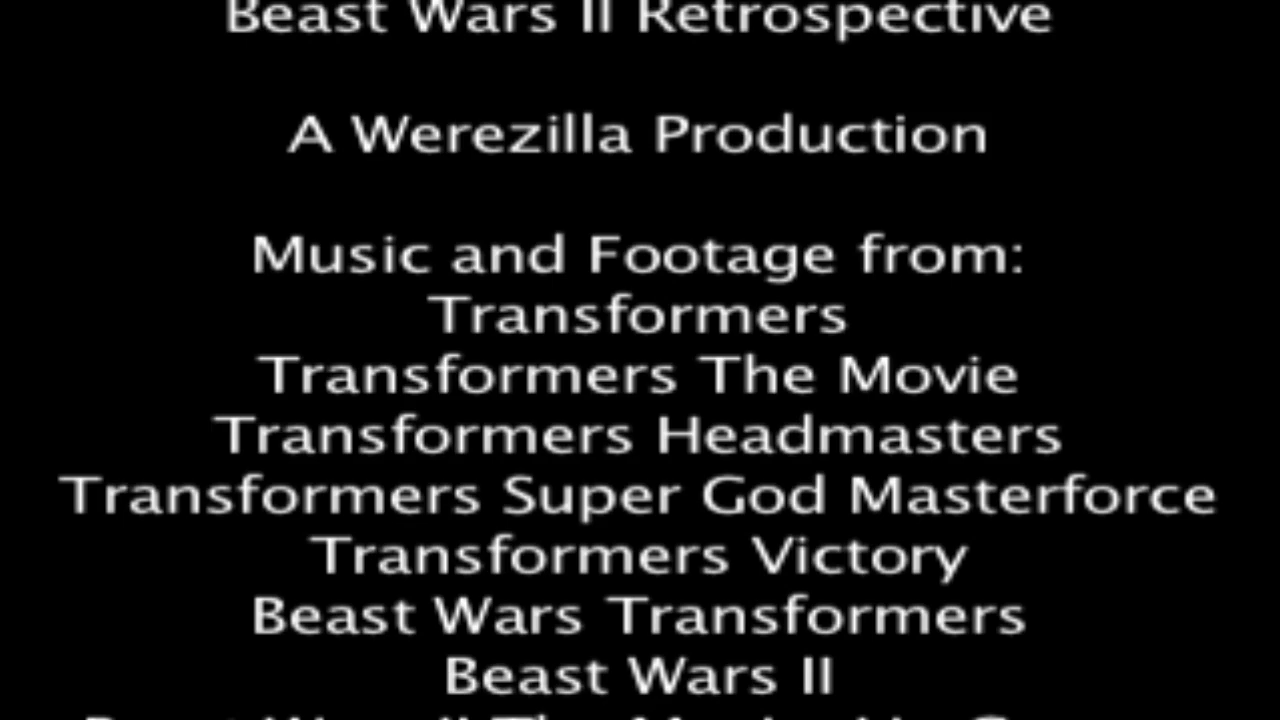 Beast Wars II Retrospective
A Werezilla Production
Music and Footage from:
Transformers
Transformers The Movie
Transformers Headmasters
Transformers Super God Masterforce
Transformers Victory
Beast Wars Transformers
Beast Wars II